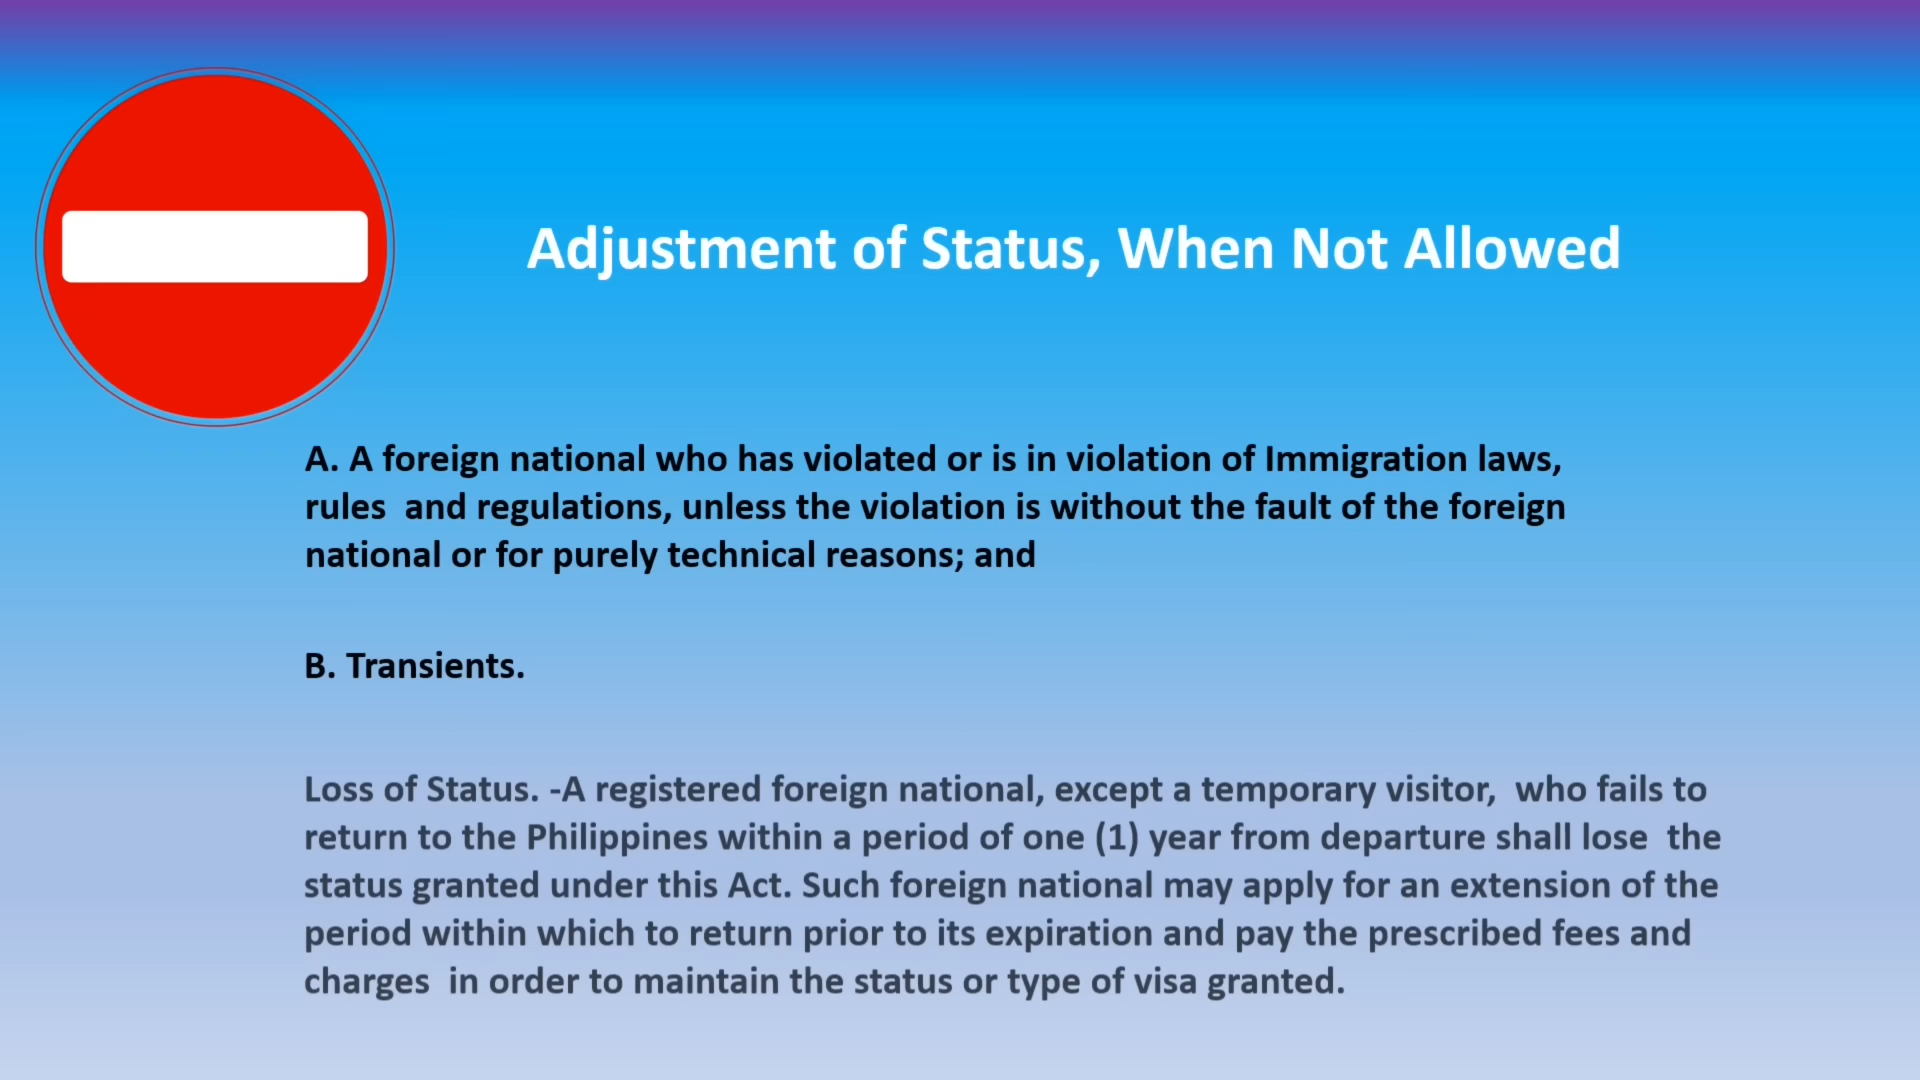 Adjustment of Status, When Not Allowed
A. A foreign national who has violated or is in violation of Immigration laws,
rules  and regulations, unless the violation is without the fault of the foreign
national or for purely technical reasons; and
B. Transients.
Loss of Status. -A registered foreign national, except a temporary visitor,  who fails to
return to the Philippines within a period of one (1) year from departure shall lose  the
status granted under this Act. Such foreign national may apply for an extension of the
period within which to return prior to its expiration and pay the prescribed fees and
charges  in order to maintain the status or type of visa granted.